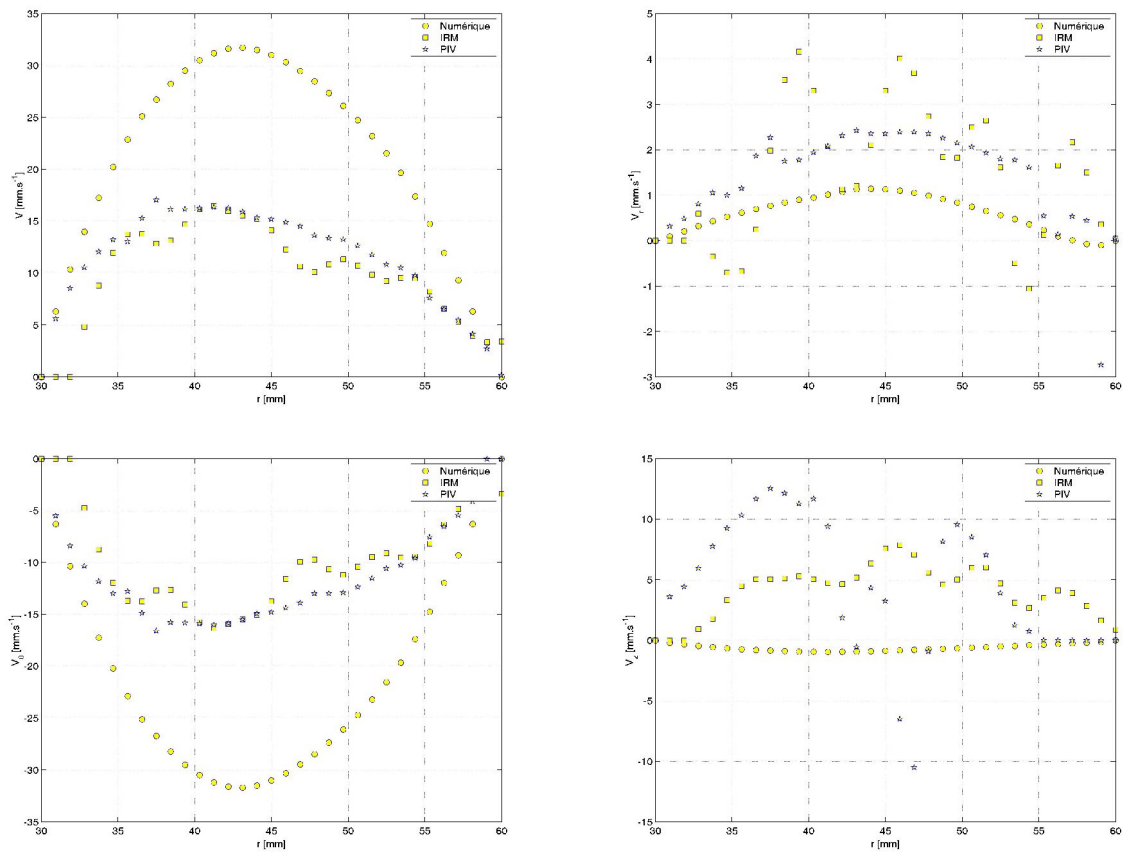 35
30
25
20
15
10
5
0
V [mm.s-1]
Numérique
IRM
PIV
30 35 40 45 50 55 60
r [mm]
5
4
3
2
1
0
-1
-2
-3
Vr [mm.s-1]
Numérique
IRM
PIV
30 35 40 45 50 55 60
r [mm]
0
-5
-10
-15
-20
-25
-30
-35
Vθ [mm.s-1]
Numérique
IRM
PIV
30 35 40 45 50 55 60
r [mm]
15
10
5
0
-5
-10
-15
Vz [mm.s-1]
Numérique
IRM
PIV
30 35 40 45 50 55 60
r [mm]